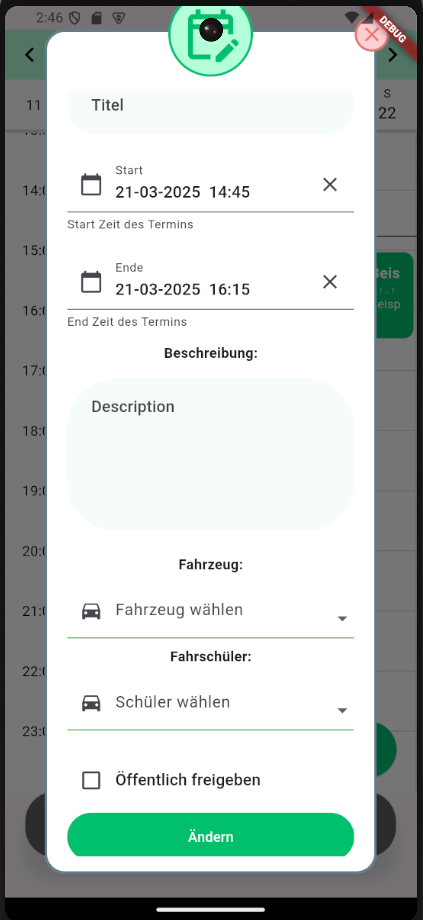 2:46
DEBUG
11
S
22
Titel
Start
21-03-2025 14:45
Start Zeit des Termins
Ende
21-03-2025 16:15
End Zeit des Termins
Beschreibung:
Description
Fahrzeug:
Fahrzeug wählen
Fahrschüler:
Schüler wählen
Öffentlich freigeben
Ändern
14:0
15:0
16:0
17:0
18:0
19:0
20:0
21:0
22:0
23:0
Beis
eisp